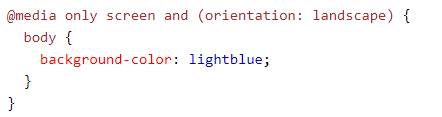 @media only screen and (orientation: landscape) {
  body {
    background-color: lightblue;
  }
}